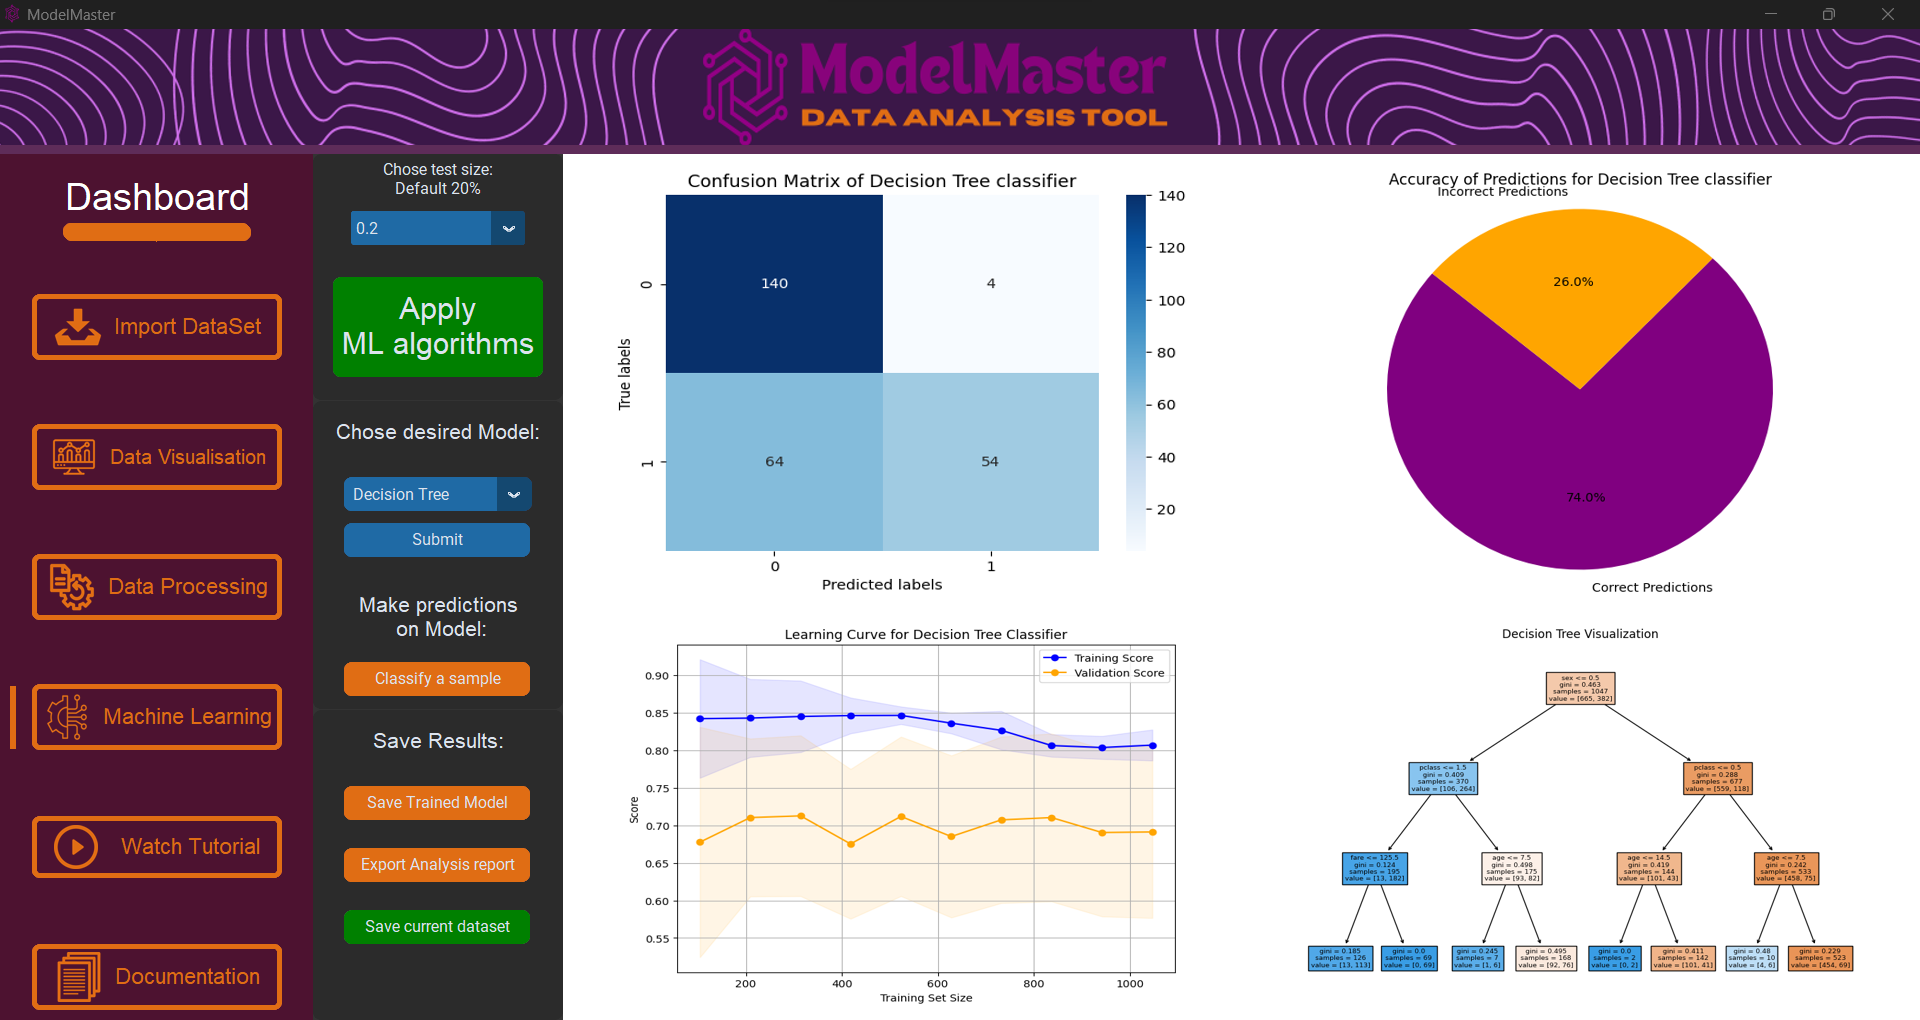 ModelMaster
ModelMaster
DATA ANALYSIS TOOL
Dashboard
Import DataSet
Data Visualisation
Data Processing
Machine Learning
Watch Tutorial
Documentation
Chose test size:
Default 20%
0.2
Apply
ML algorithms
Chose desired Model:
Decision Tree
Submit
Make predictions
on Model:
Classify a sample
Save Results:
Save Trained Model
Export Analysis report
Save current dataset
Confusion Matrix of Decision Tree classifier
True labels
0
1
140
4
64
54
0
1
Predicted labels
140
120
100
80
60
40
20
Accuracy of Predictions for Decision Tree classifier
Incorrect Predictions
26.0%
74.0%
Correct Predictions
Learning Curve for Decision Tree Classifier
Training Score
Validation Score
Score
0.90
0.85
0.80
0.75
0.70
0.65
0.60
0.55
200
400
600
800
1000
Training Set Size
Decision Tree Visualization
sex <= 0.5
gini = 0.463
samples = 1047
value = [665, 382]
pclass <= 1.5
gini = 0.409
samples = 370
value = [106, 264]
pclass <= 0.5
gini = 0.288
samples = 677
value = [559, 118]
fare <= 125.5
gini = 0.124
samples = 195
value = [13, 182]
age <= 7.5
gini = 0.498
samples = 175
value = [93, 82]
age <= 14.5
gini = 0.419
samples = 144
value = [101, 43]
age <= 7.5
gini = 0.242
samples = 533
value = [458, 75]
gini = 0.185
samples = 126
value = [13, 113]
gini = 0.0
samples = 69
value = [0, 69]
gini = 0.245
samples = 7
value = [1, 6]
gini = 0.495
samples = 168
value = [92, 76]
gini = 0.0
samples = 2
value = [0, 2]
gini = 0.411
samples = 142
value = [101, 41]
gini = 0.48
samples = 10
value = [4, 6]
gini = 0.229
samples = 523
value = [454, 69]